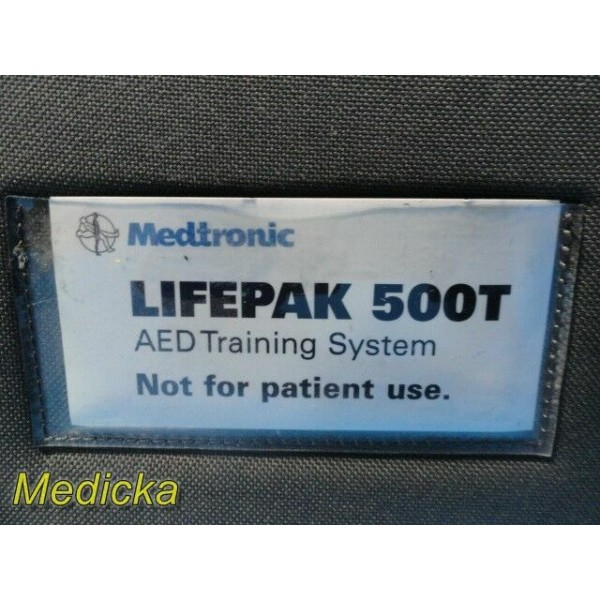 Medtronic
LIFEPAK 500T
AED Training System
Not for patient use.
Medicka